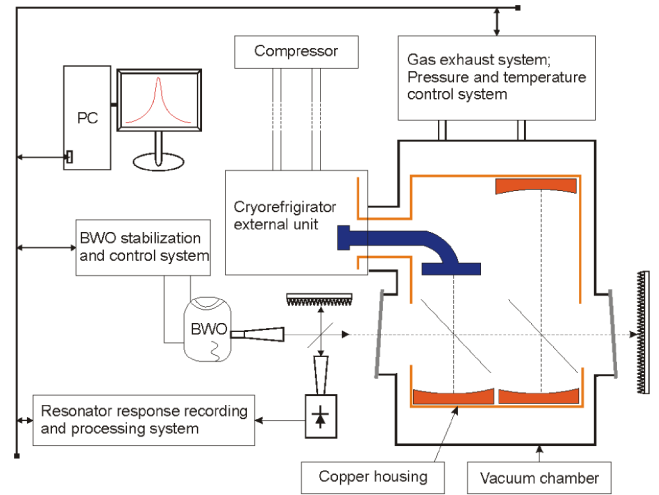 Compressor
Gas exhaust system;
Pressure and temperature
control system
PC
Cryorefrigirator
external unit
BWO stabilization
and control system
BWO
Resonator response recording
and processing system
Copper housing
Vacuum chamber